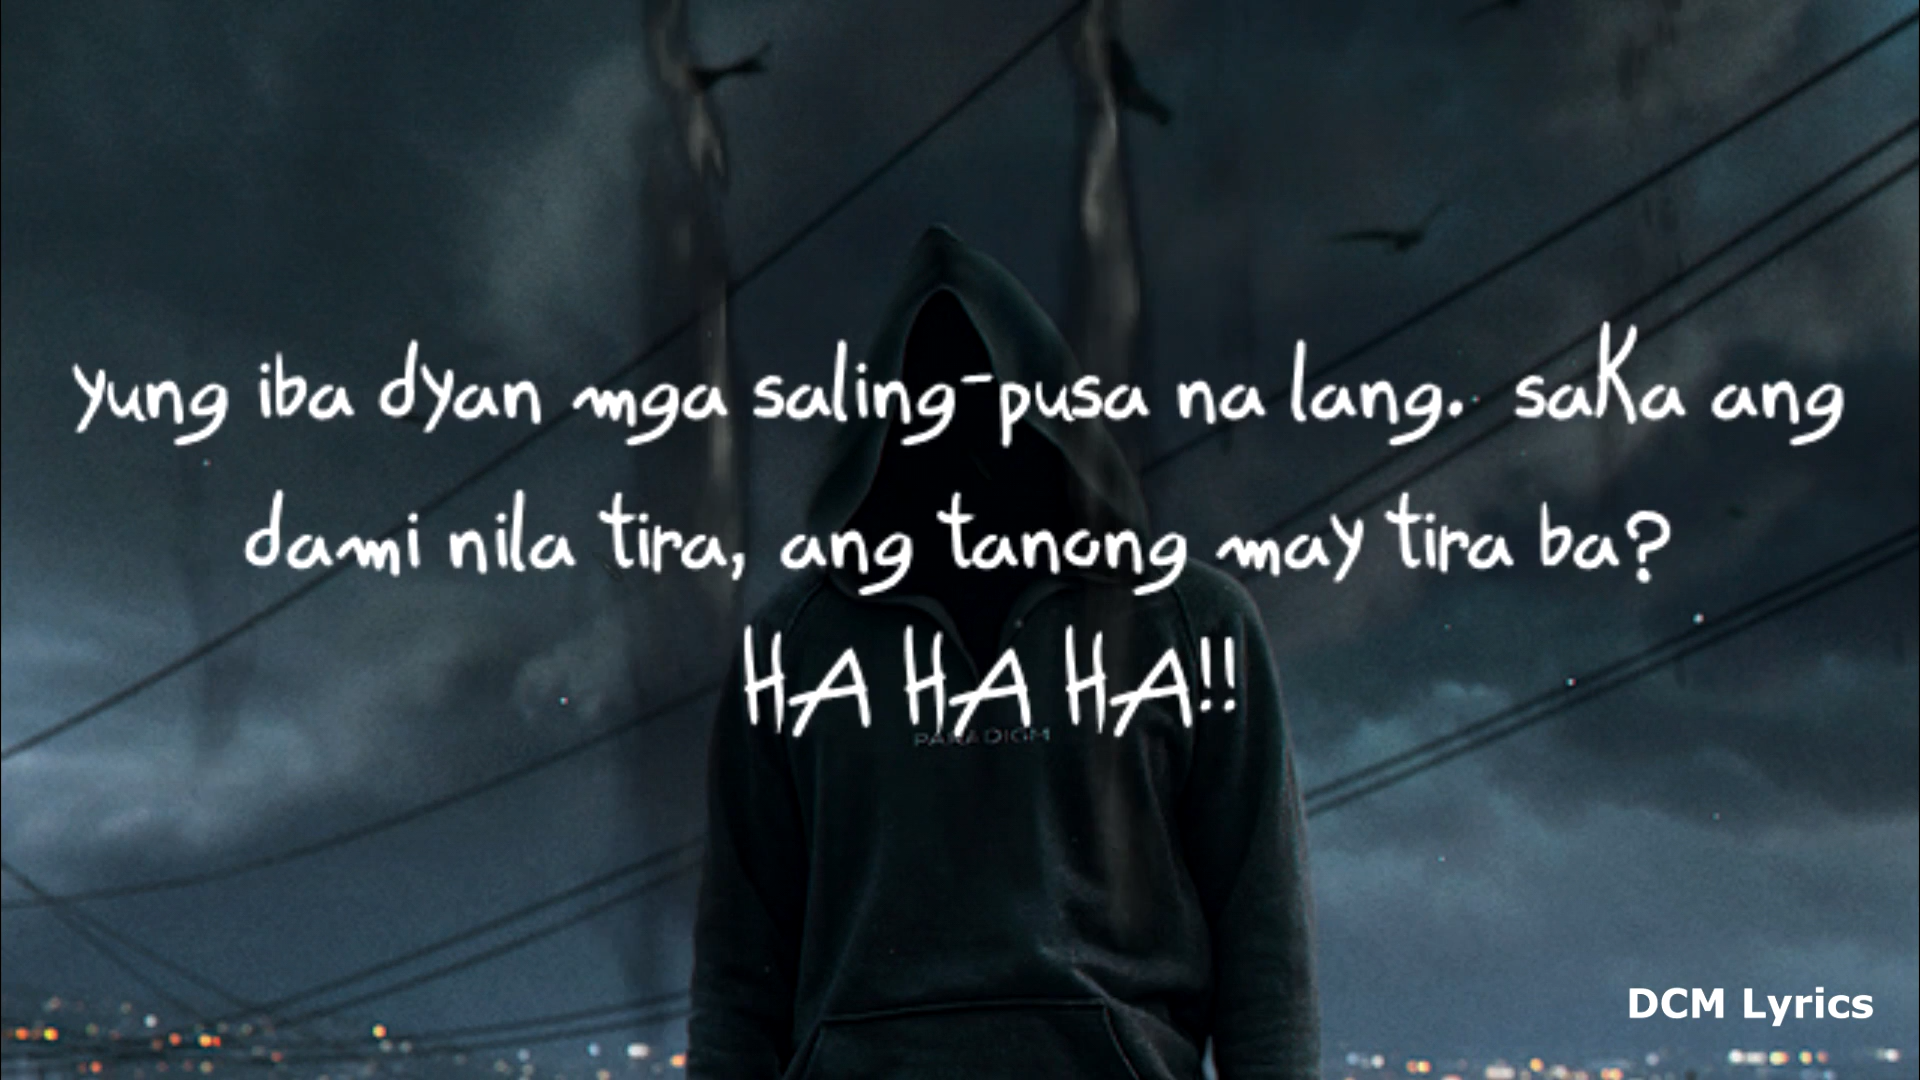 yung iba dyan mga saling-pusa na lang. saka ang
dami nila tira, ang tanong may tira ba?
HA HA HA!!
PARADIGM
DCM Lyrics